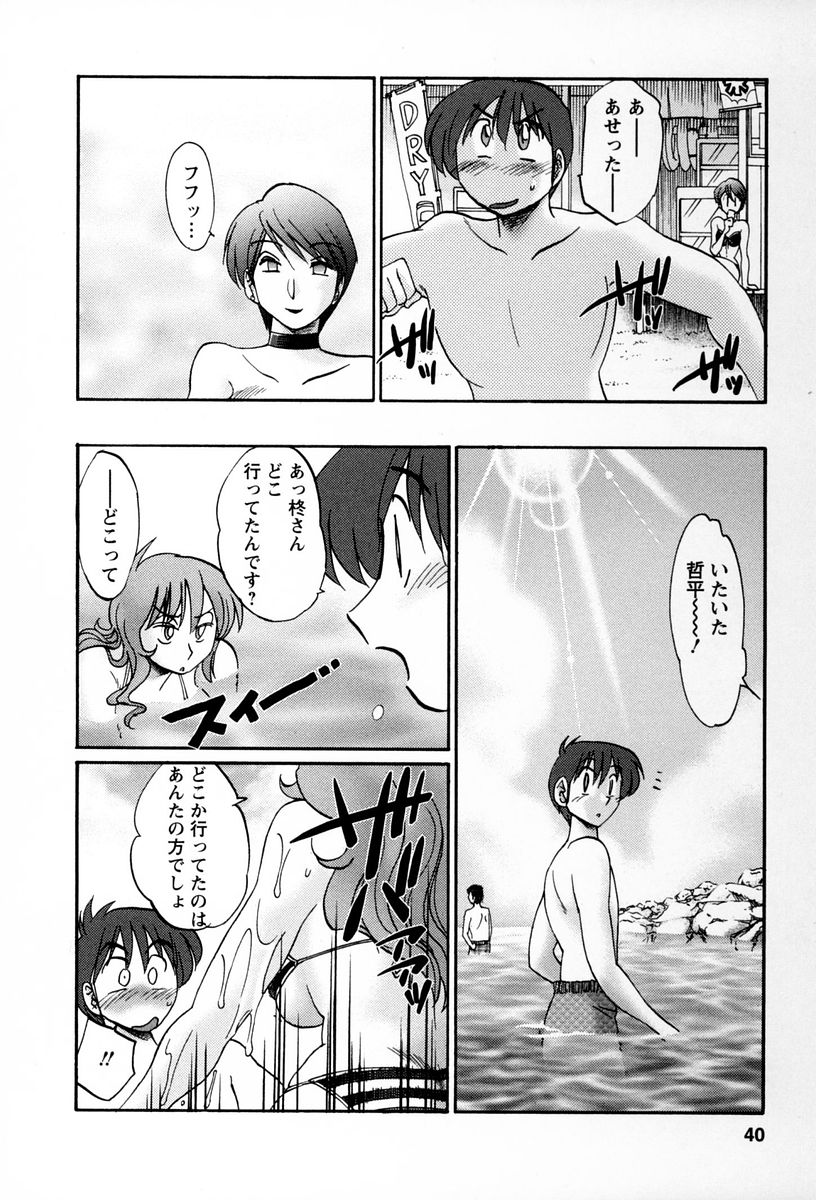 あ――
あせった――
DRY
ザッ
ザッ
ザッ
ザッ
フフッ…
いたいた
哲平～～～!
あっ柊さん
どこ
行ってたんです?
スィー
――どこって
どこか行ってたのは
あんたの方でしょ
!!
40